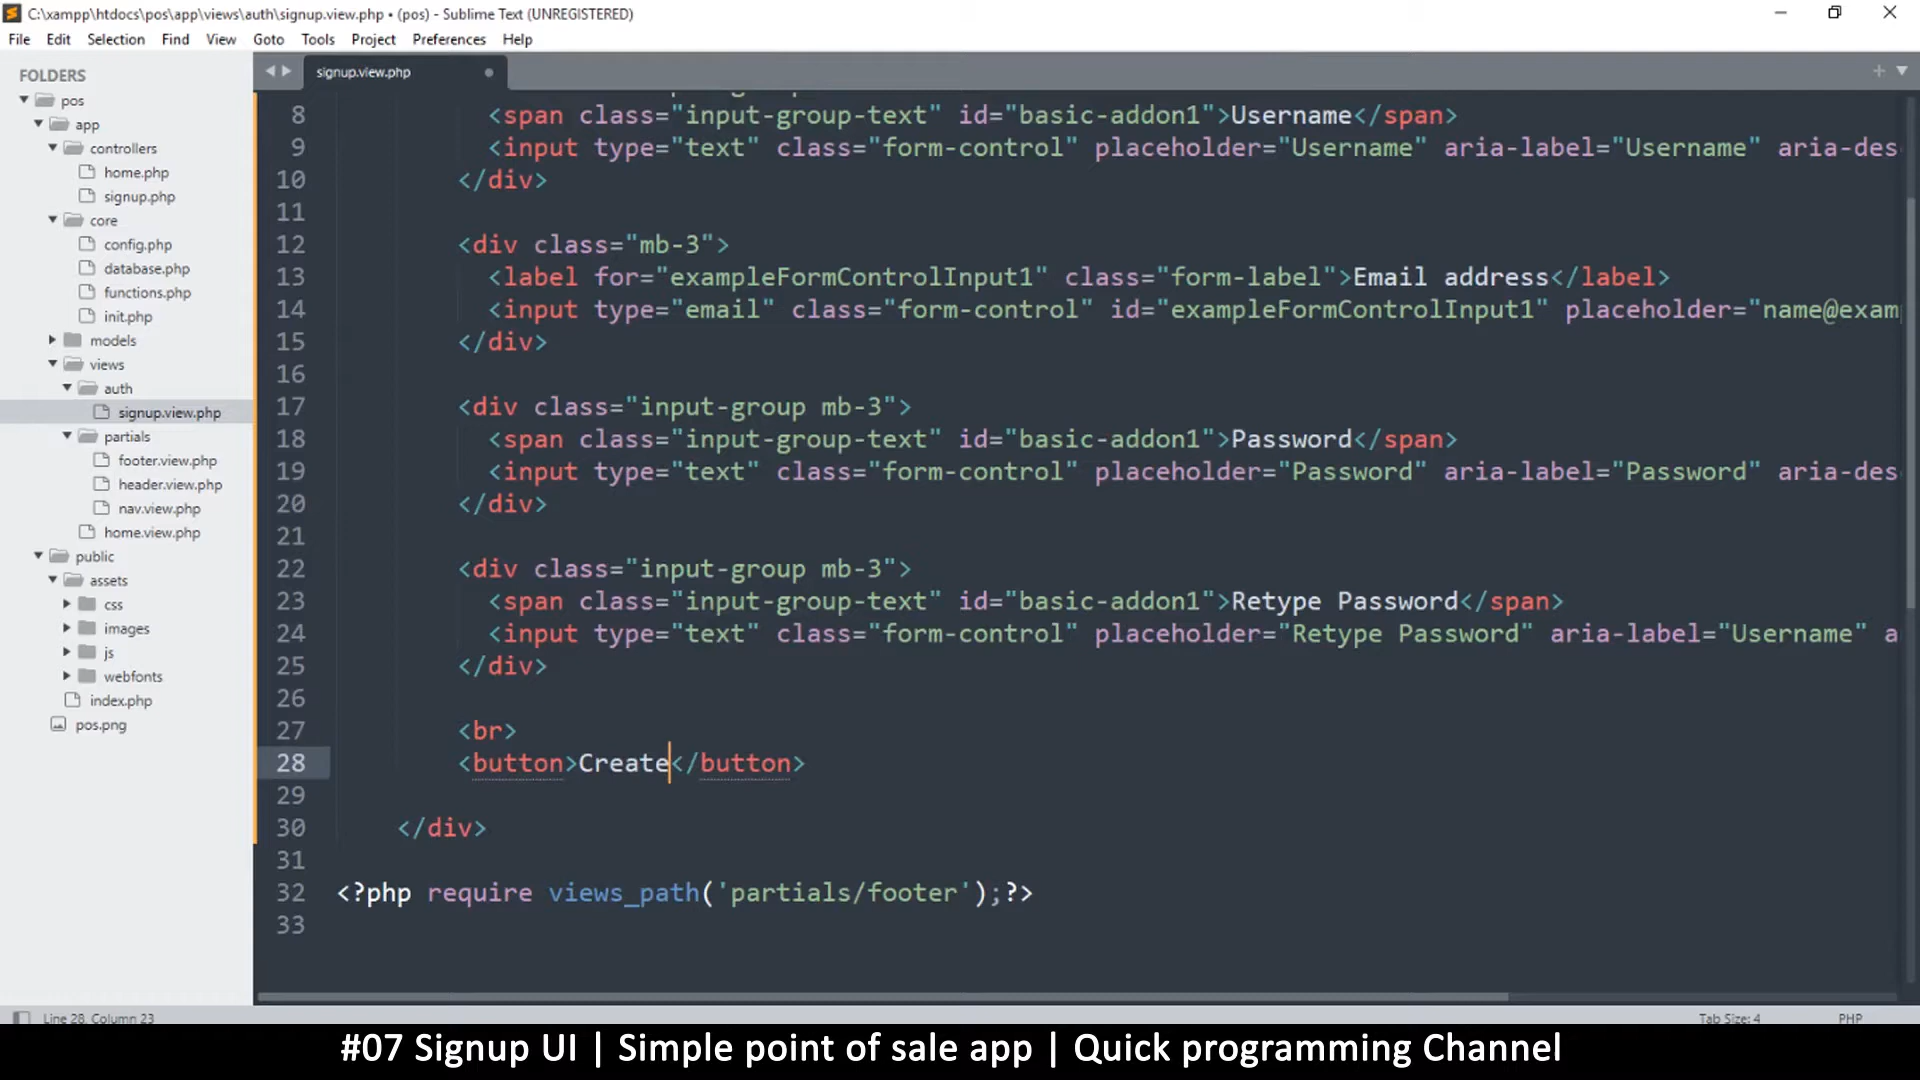 C:\xampp\htdocs\pos\app\views\auth\signup.view.php • (pos) - Sublime Text (UNREGISTERED)
File Edit Selection Find View Goto Tools Project Preferences Help
FOLDERS
pos
app
controllers
home.php
signup.php
core
config.php
database.php
functions.php
init.php
models
views
auth
signup.view.php
partials
footer.view.php
header.view.php
nav.view.php
home.view.php
public
assets
css
images
js
webfonts
index.php
pos.png
signup.view.php
8 <span class="input-group-text" id="basic-addon1">Username</span>
9 <input type="text" class="form-control" placeholder="Username" aria-label="Username" aria-des
10 </div>
11
12 <div class="mb-3">
13 <label for="exampleFormControlInput1" class="form-label">Email address</label>
14 <input type="email" class="form-control" id="exampleFormControlInput1" placeholder="name@exam
15 </div>
16
17 <div class="input-group mb-3">
18 <span class="input-group-text" id="basic-addon1">Password</span>
19 <input type="text" class="form-control" placeholder="Password" aria-label="Password" aria-des
20 </div>
21
22 <div class="input-group mb-3">
23 <span class="input-group-text" id="basic-addon1">Retype Password</span>
24 <input type="text" class="form-control" placeholder="Retype Password" aria-label="Username" a
25 </div>
26
27 <br>
28 <button>Create</button>
29
30 </div>
31
32 <?php require views_path('partials/footer');?>
33
Line 28, Column 23
Tab Size: 4
PHP
#07 Signup UI | Simple point of sale app | Quick programming Channel